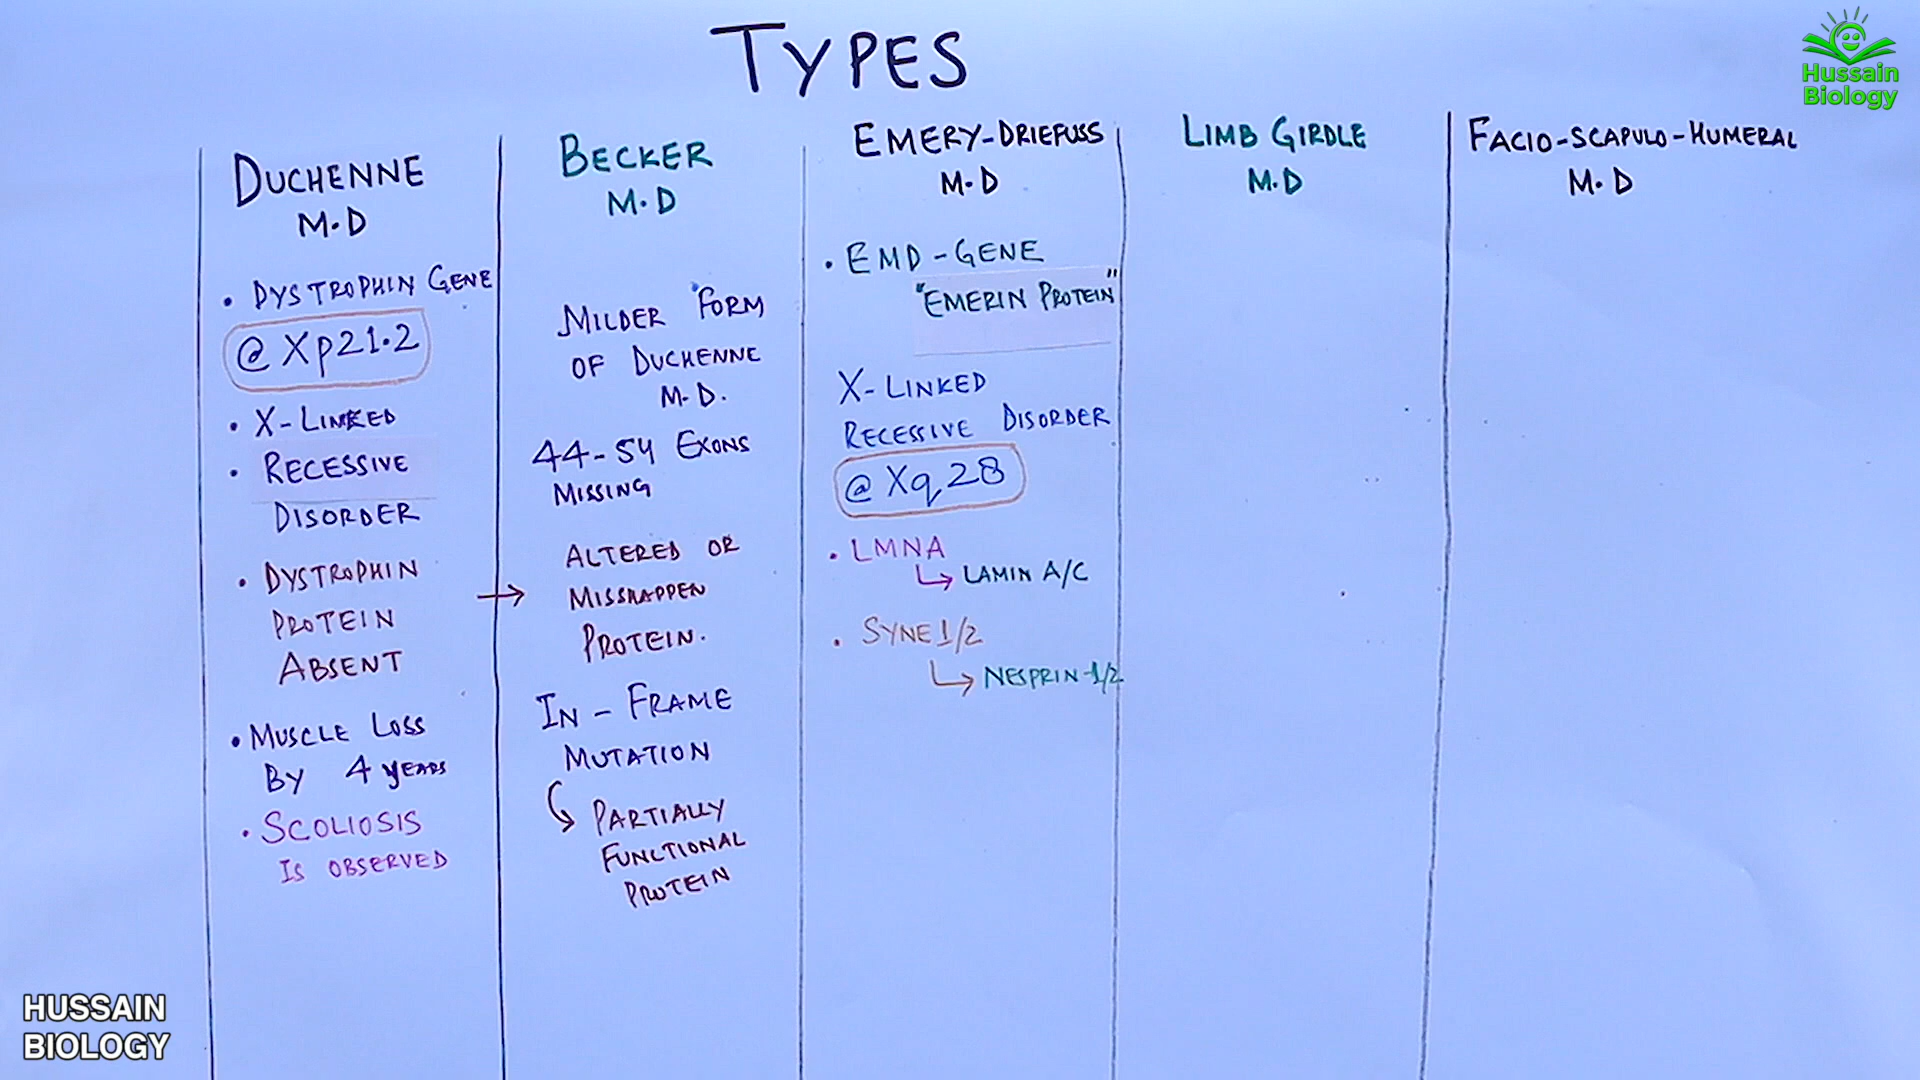 TYPES
Hussain
Biology
DUCHENNE
M.D
• DYSTROPHIN GENE
@ Xp21.2
• X-LINKED
• RECESSIVE
DISORDER
• DYSTROPHIN
PROTEIN
ABSENT
• MUSCLE LOSS
BY 4 YEARS
• SCOLIOSIS
IS OBSERVED
BECKER
M.D
MILDER FORM
OF DUCHENNE
M.D.
44-54 EXONS
MISSING
→ ALTERED OR
MISSHAPPEN
PROTEIN.
IN-FRAME
MUTATION
PARTIALLY
FUNCTIONAL
PROTEIN
EMERY-DRIEFUSS
M.D
• EMD-GENE
"EMERIN PROTEIN"
X-LINKED
RECESSIVE DISORDER
@ Xq28
• LMNA
LAMIN A/C
• SYNE 1/2
NESPRIN-1/2
LIMB GIRDLE
M.D
FACIO-SCAPULO-HUMERAL
M.D
HUSSAIN
BIOLOGY